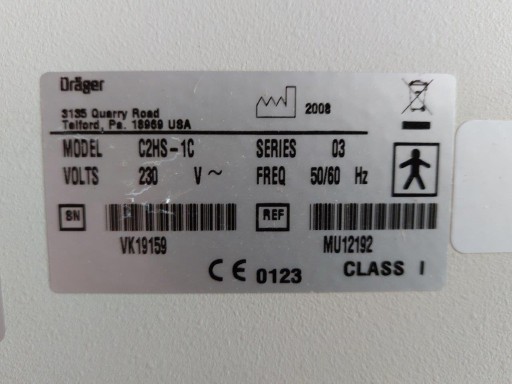 Dräger
3135 Quarry Road
Telford, Pa. 18969 USA
2008
MODEL C2HS-1C SERIES 03
VOLTS 230 V ~ FREQ 50/60 Hz
SN REF
VK19159 MU12192
CE 0123 CLASS I